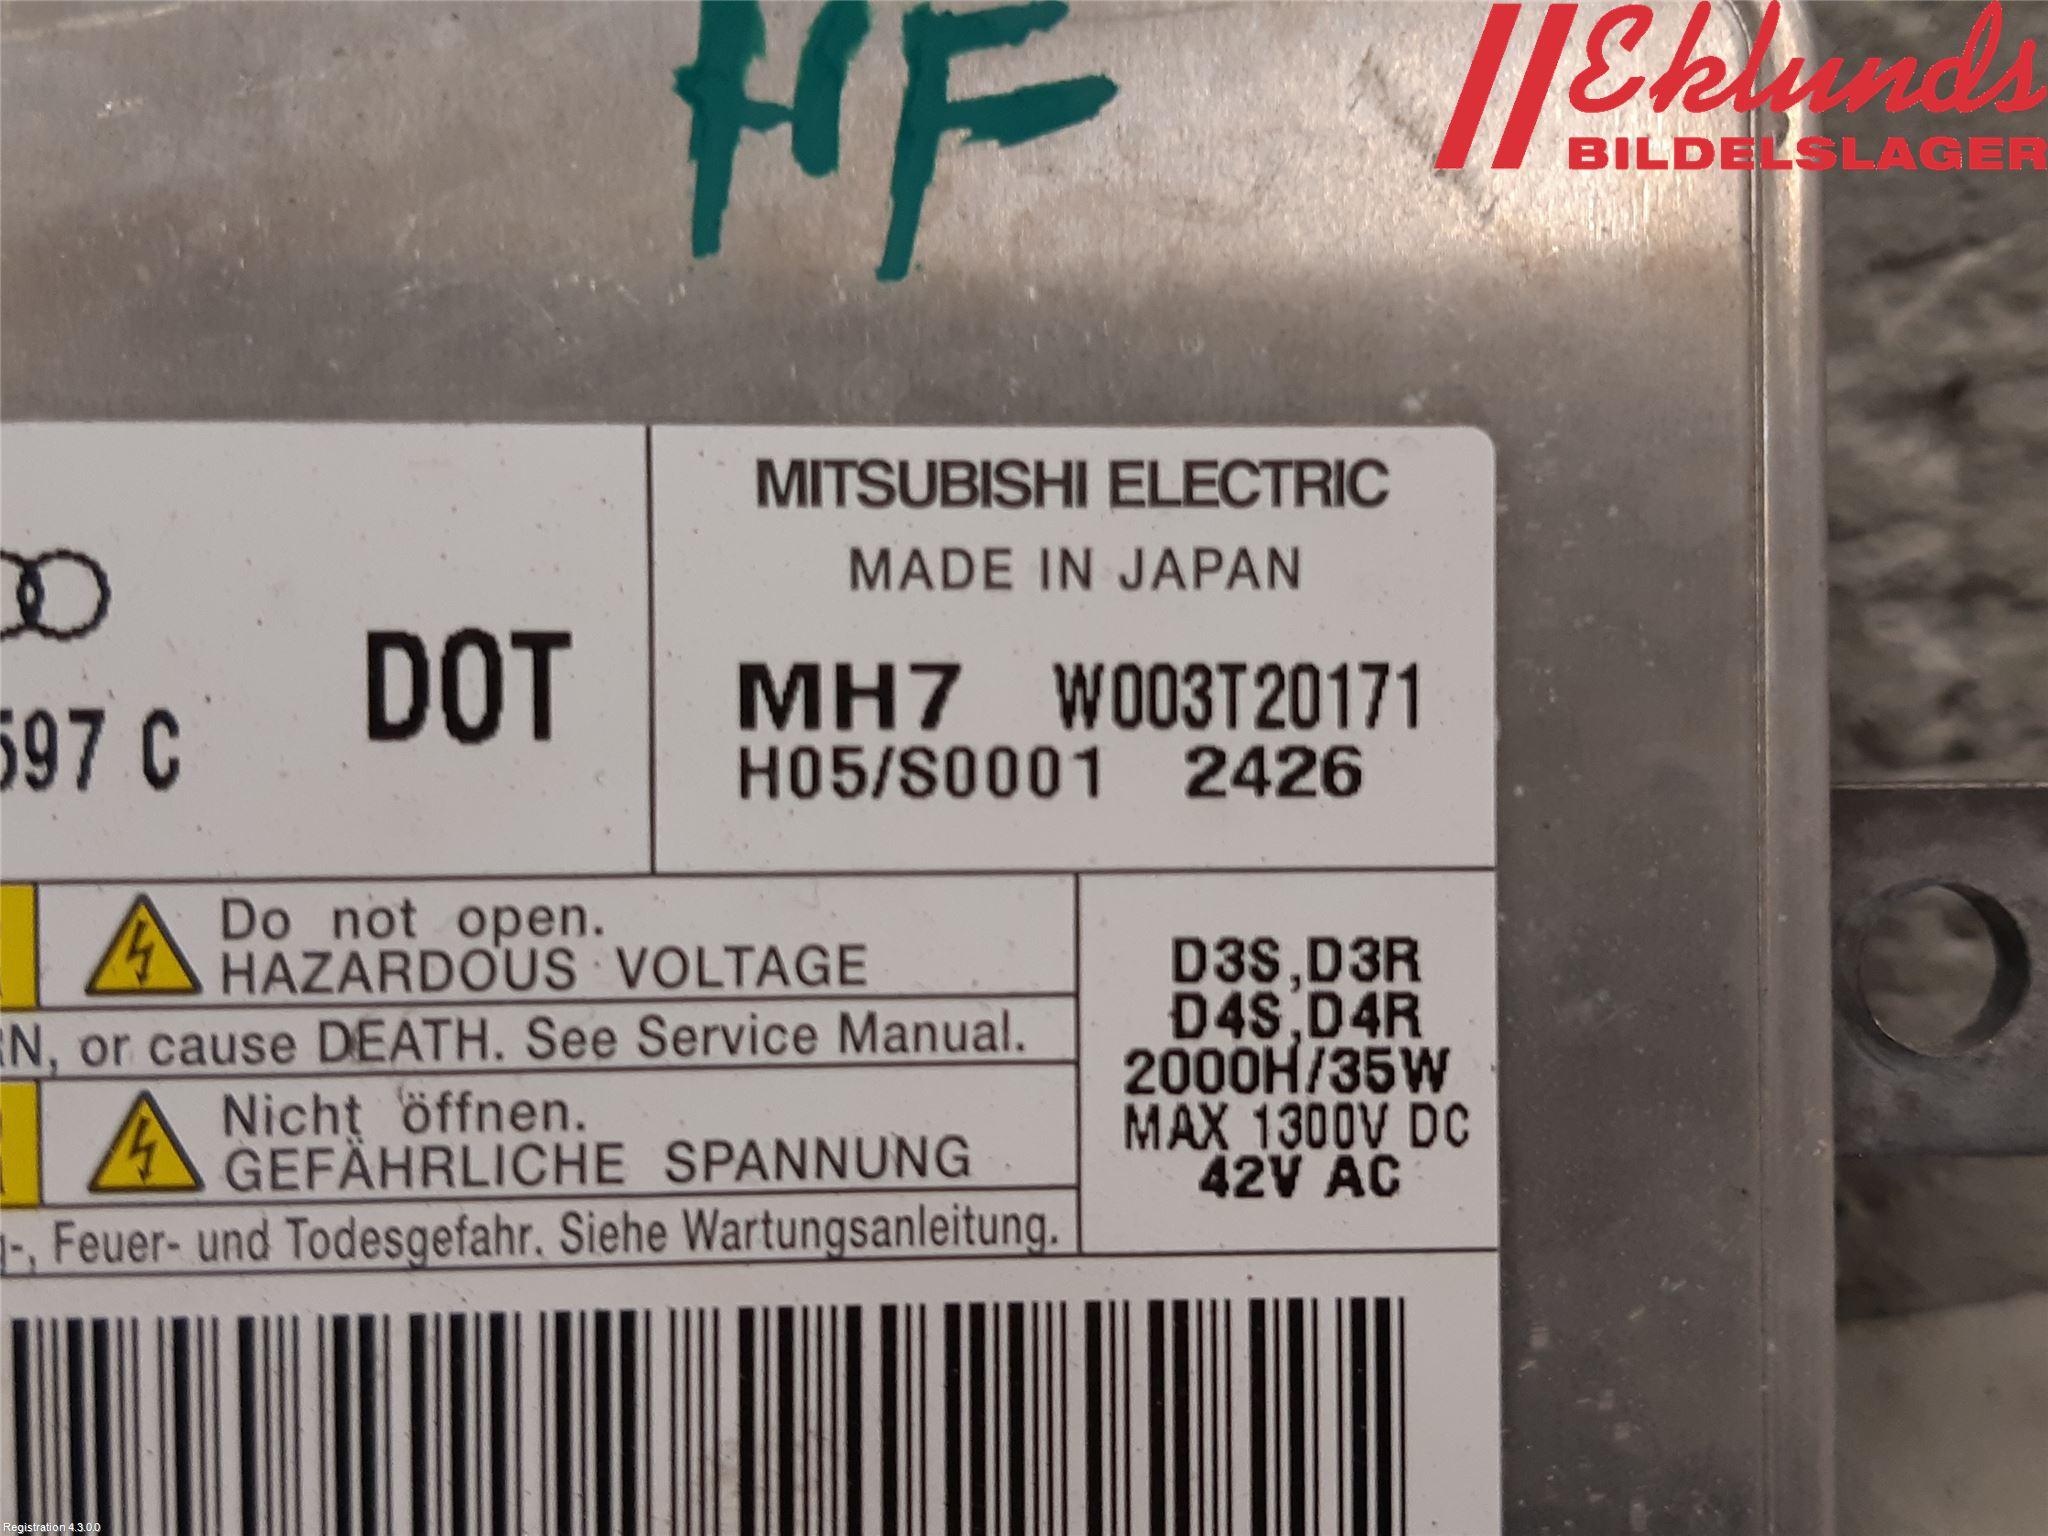 HF
Eklunds
BILDELSLAGER
MITSUBISHI ELECTRIC
MADE IN JAPAN
DOT
597 C
MH7 W003T20171
H05/S0001 2426
Do not open.
HAZARDOUS VOLTAGE
or cause DEATH. See Service Manual.
Nicht öffnen.
GEFÄHRLICHE SPANNUNG
Feuer- und Todesgefahr. Siehe Wartungsanleitung.
D3S,D3R
D4S,D4R
2000H/35W
MAX 1300V DC
42V AC
Registration 4.3.0.0